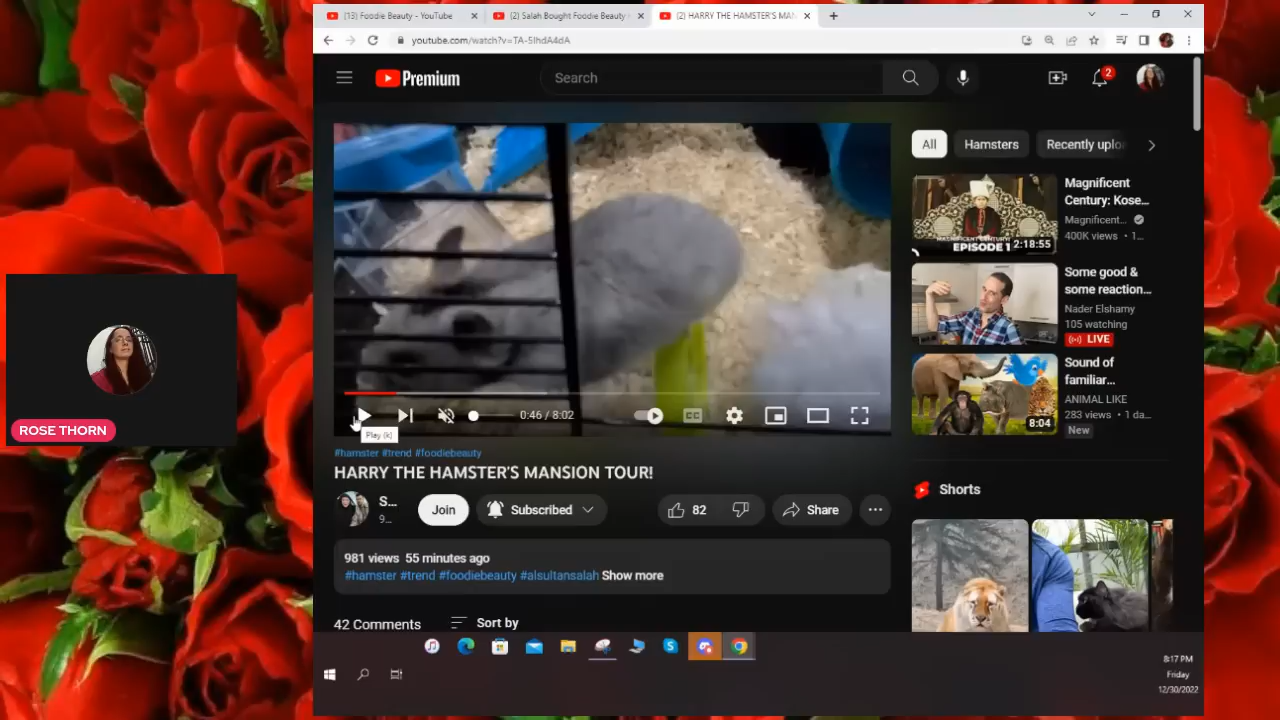 (13) Foodie Beauty - YouTube
(2) Salah Bought Foodie Beauty
(2) HARRY THE HAMSTER'S MAN
youtube.com/watch?v=TA-5IhdA4dA
Premium
Search
2
All
Hamsters
Recently uplo
MAGNIFICENT CENTURY
EPISODE 1
2:18:55
Magnificent
Century: Kose...
Magnificent...
400K views • 1...
Some good &
some reaction...
Nader Elshamy
105 watching
LIVE
8:04
Sound of
familiar...
ANIMAL LIKE
283 views • 1 da...
New
0:46 / 8:02
CC
Play (k)
ROSE THORN
#hamster #trend #foodiebeauty
HARRY THE HAMSTER'S MANSION TOUR!
S...
9...
Join
Subscribed
82
Share
Shorts
981 views 55 minutes ago
#hamster #trend #foodiebeauty #alsultansalah Show more
42 Comments
Sort by
8:17 PM
Friday
12/30/2022